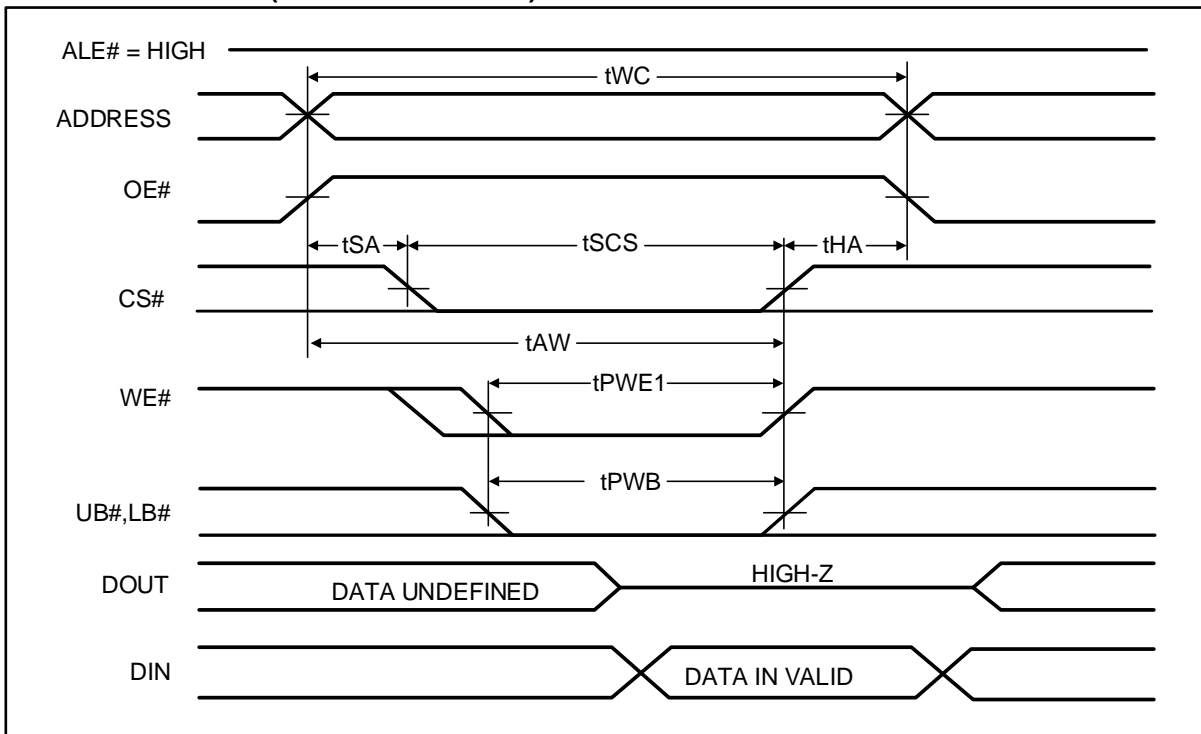 ALE# = HIGH
tWC
ADDRESS
OE#
tSA
tSCS
tHA
CS#
tAW
tPWE1
WE#
tPWB
UB#,LB#
DOUT
DATA UNDEFINED
HIGH-Z
DIN
DATA IN VALID